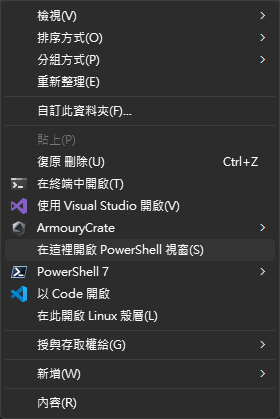 檢視(V)
排序方式(O)
分組方式(P)
重新整理(E)
自訂此資料夾(F)...
貼上(P)
復原 刪除(U) Ctrl+Z
在終端中開啟(T)
使用 Visual Studio 開啟(V)
ArmouryCrate
在這裡開啟 PowerShell 視窗(S)
PowerShell 7
以 Code 開啟
在此開啟 Linux 殼層(L)
授與存取權給(G)
新增(W)
內容(R)